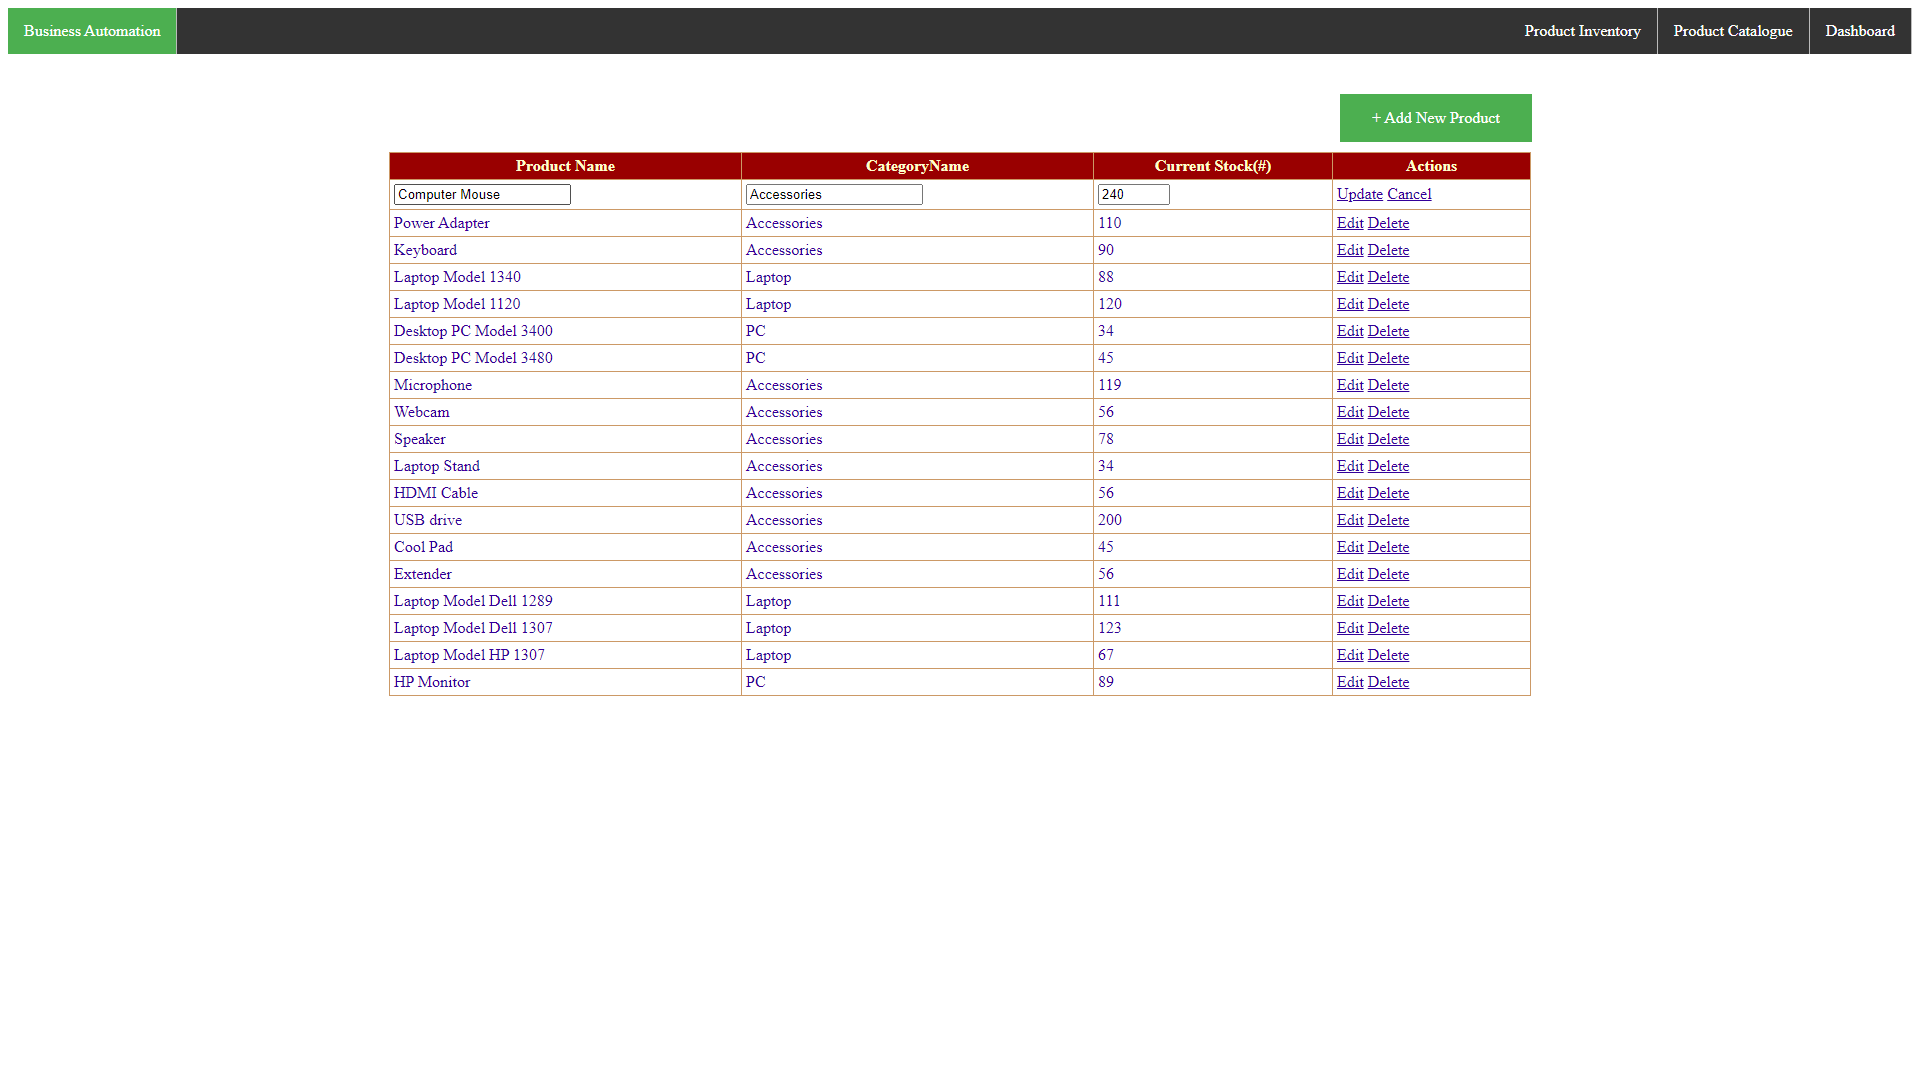 Business Automation Product Inventory Product Catalogue Dashboard
+ Add New Product
Product Name CategoryName Current Stock(#) Actions
Computer Mouse Accessories 240 Update Cancel
Power Adapter Accessories 110 Edit Delete
Keyboard Accessories 90 Edit Delete
Laptop Model 1340 Laptop 88 Edit Delete
Laptop Model 1120 Laptop 120 Edit Delete
Desktop PC Model 3400 PC 34 Edit Delete
Desktop PC Model 3480 PC 45 Edit Delete
Microphone Accessories 119 Edit Delete
Webcam Accessories 56 Edit Delete
Speaker Accessories 78 Edit Delete
Laptop Stand Accessories 34 Edit Delete
HDMI Cable Accessories 56 Edit Delete
USB drive Accessories 200 Edit Delete
Cool Pad Accessories 45 Edit Delete
Extender Accessories 56 Edit Delete
Laptop Model Dell 1289 Laptop 111 Edit Delete
Laptop Model Dell 1307 Laptop 123 Edit Delete
Laptop Model HP 1307 Laptop 67 Edit Delete
HP Monitor PC 89 Edit Delete